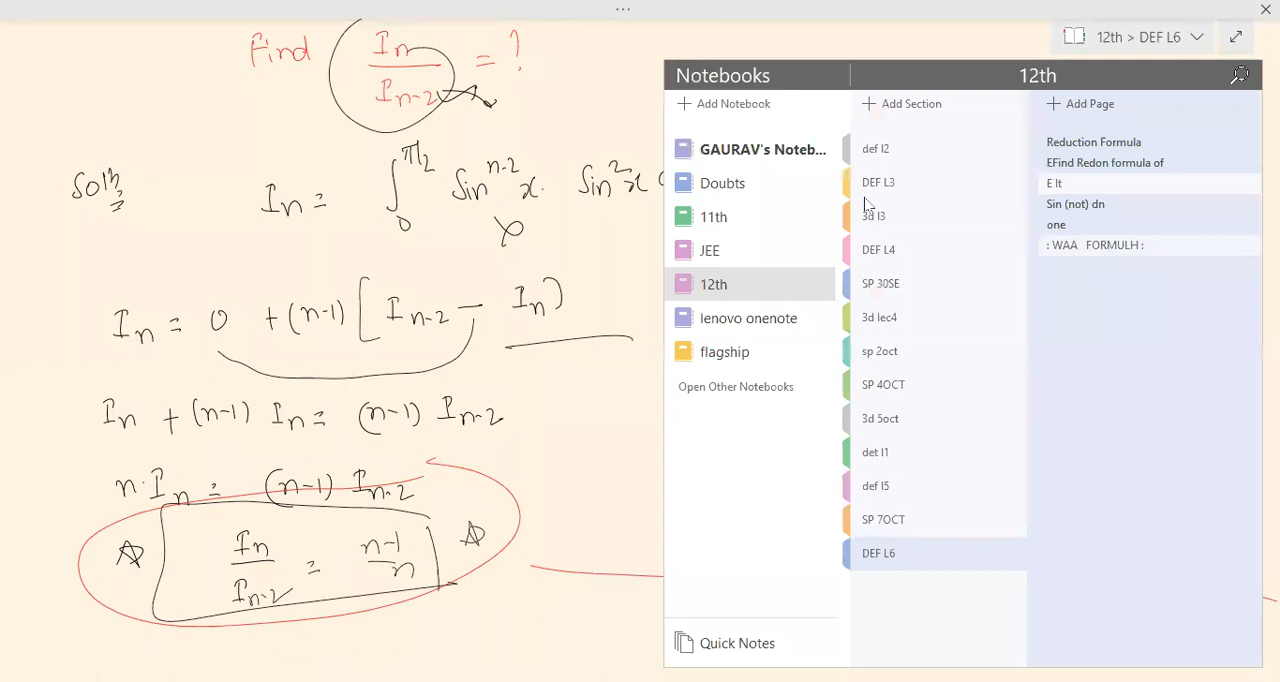 Find In / In-2 = ?
Soln
In = ∫0^π/2 Sin^n-2 x. Sin^2 x
In = 0 + (n-1) [ In-2 - In )
In + (n-1) In = (n-1) In-2
n. In = (n-1) In-2
In / In-2 = n-1 / n
12th > DEF L6
Notebooks
12th
Add Notebook
Add Section
Add Page
GAURAV's Noteb...
Doubts
11th
JEE
12th
lenovo onenote
flagship
Open Other Notebooks
Quick Notes
def l2
DEF L3
3d l3
DEF L4
SP 30SE
3d lec4
sp 2oct
SP 4OCT
3d 5oct
det l1
def l5
SP 7OCT
DEF L6
Reduction Formula
EFind Redon formula of
E lt
Sin (not) dn
one
: WAA FORMULH :